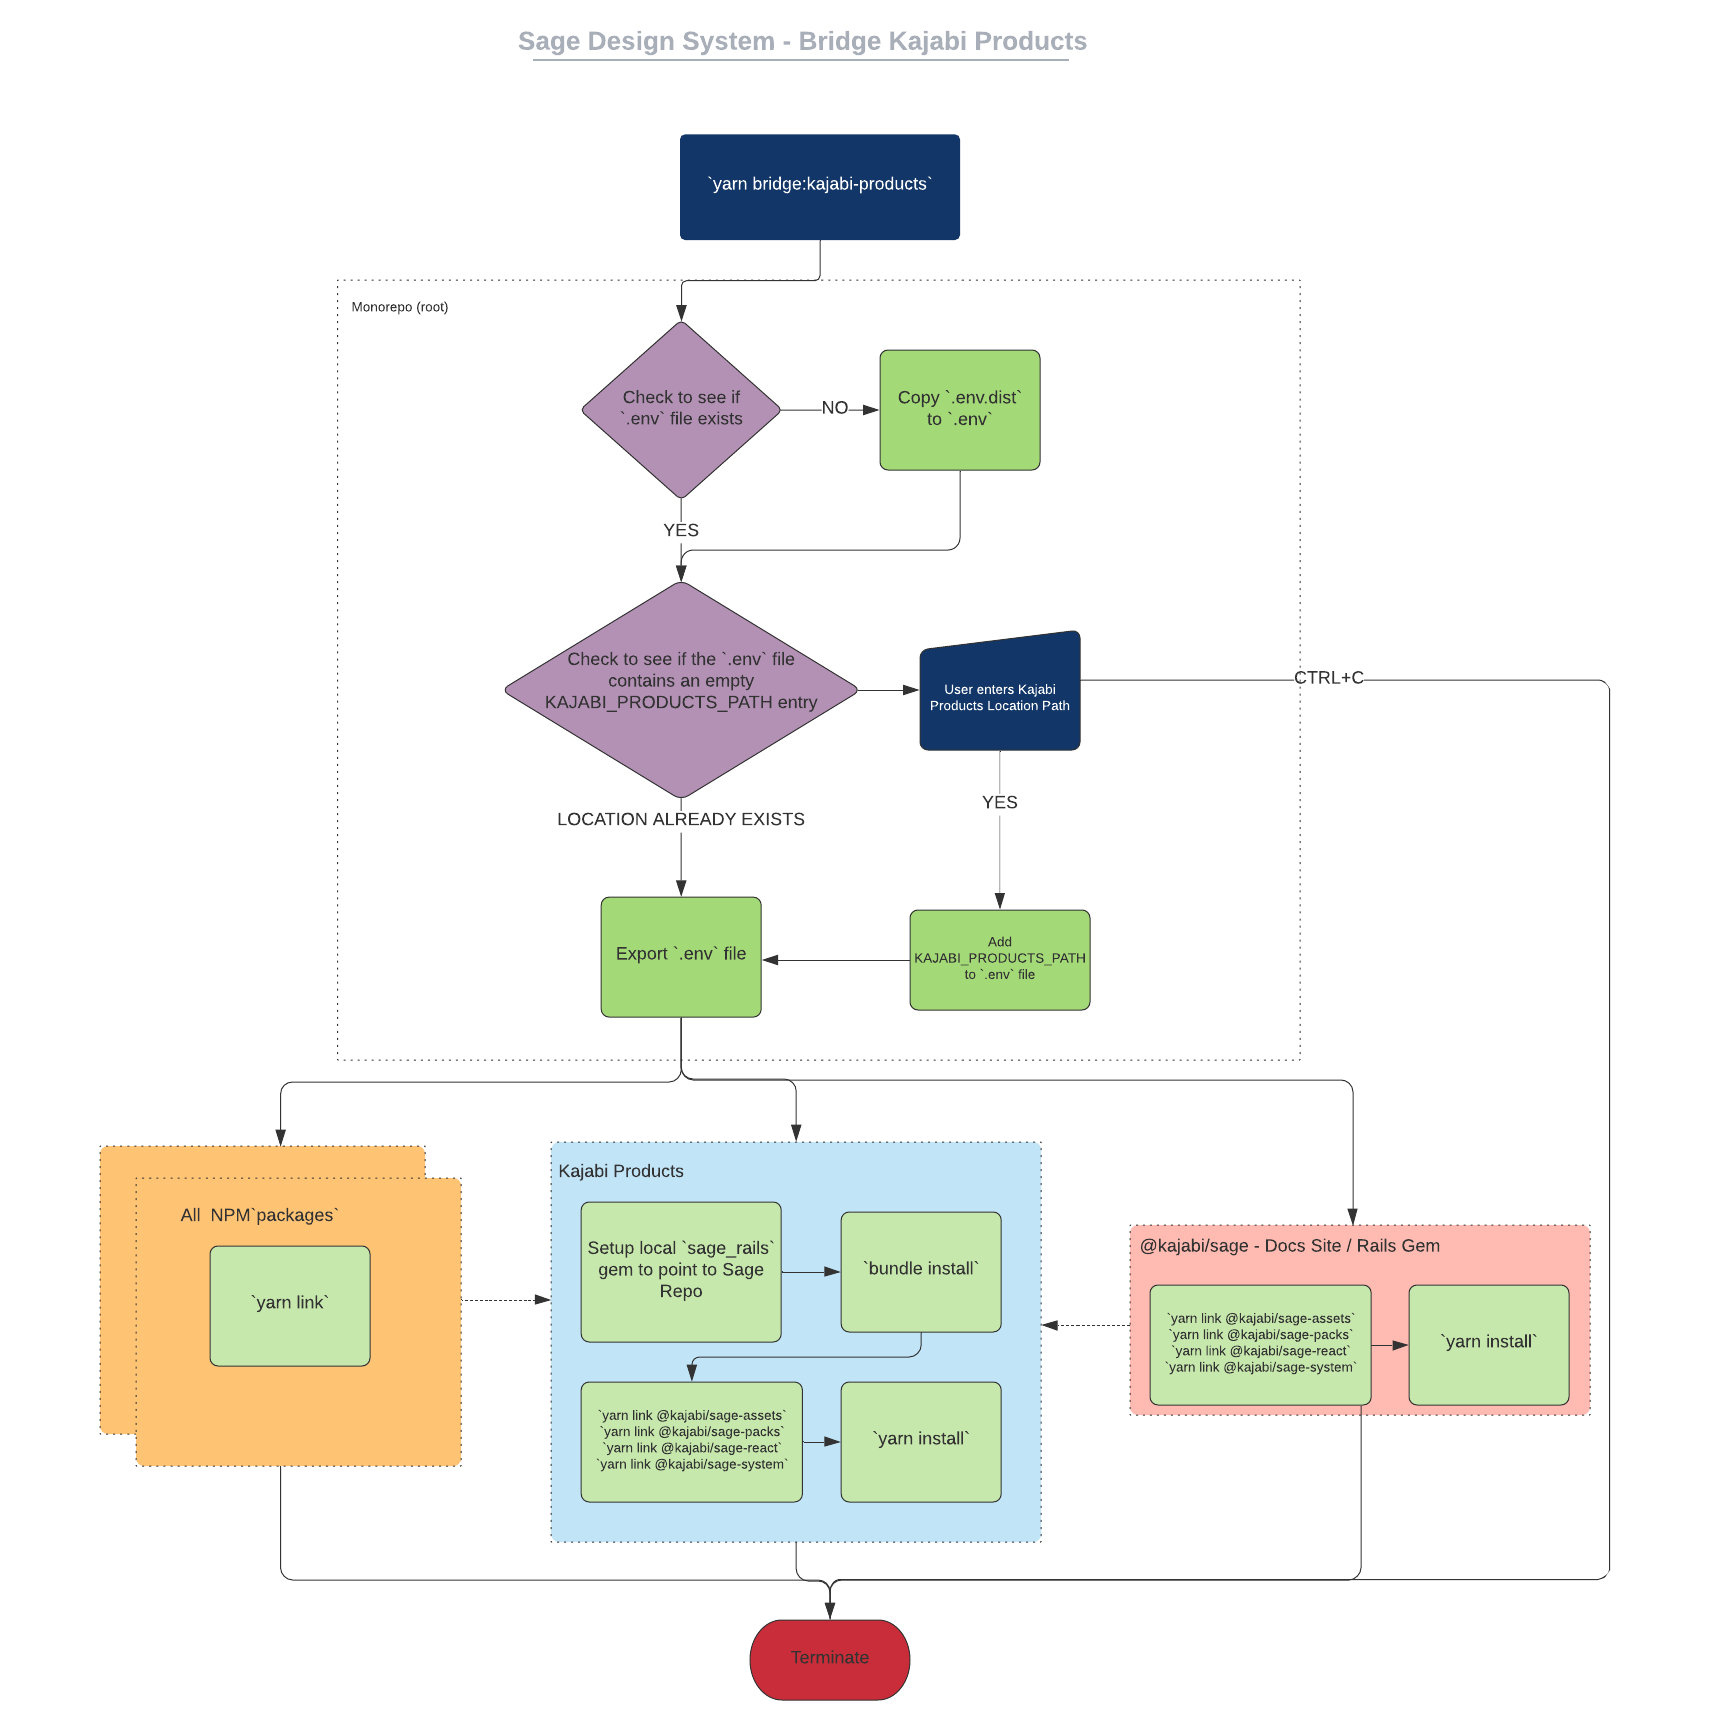 Sage Design System - Bridge Kajabi Products
`yarn bridge:kajabi-products`
Monorepo (root)
Check to see if
`.env` file exists
NO
Copy `.env.dist`
to `.env`
YES
Check to see if the `.env` file
contains an empty
KAJABI_PRODUCTS_PATH entry
User enters Kajabi
Products Location Path
CTRL+C
YES
LOCATION ALREADY EXISTS
Export `.env` file
Add
KAJABI_PRODUCTS_PATH
to `.env` file
All  NPM`packages`
`yarn link`
Kajabi Products
Setup local `sage_rails`
gem to point to Sage
Repo
`bundle install`
`yarn link @kajabi/sage-assets`
`yarn link @kajabi/sage-packs`
`yarn link @kajabi/sage-react`
`yarn link @kajabi/sage-system`
`yarn install`
@kajabi/sage - Docs Site / Rails Gem
`yarn link @kajabi/sage-assets`
`yarn link @kajabi/sage-packs`
`yarn link @kajabi/sage-react`
`yarn link @kajabi/sage-system`
`yarn install`
Terminate